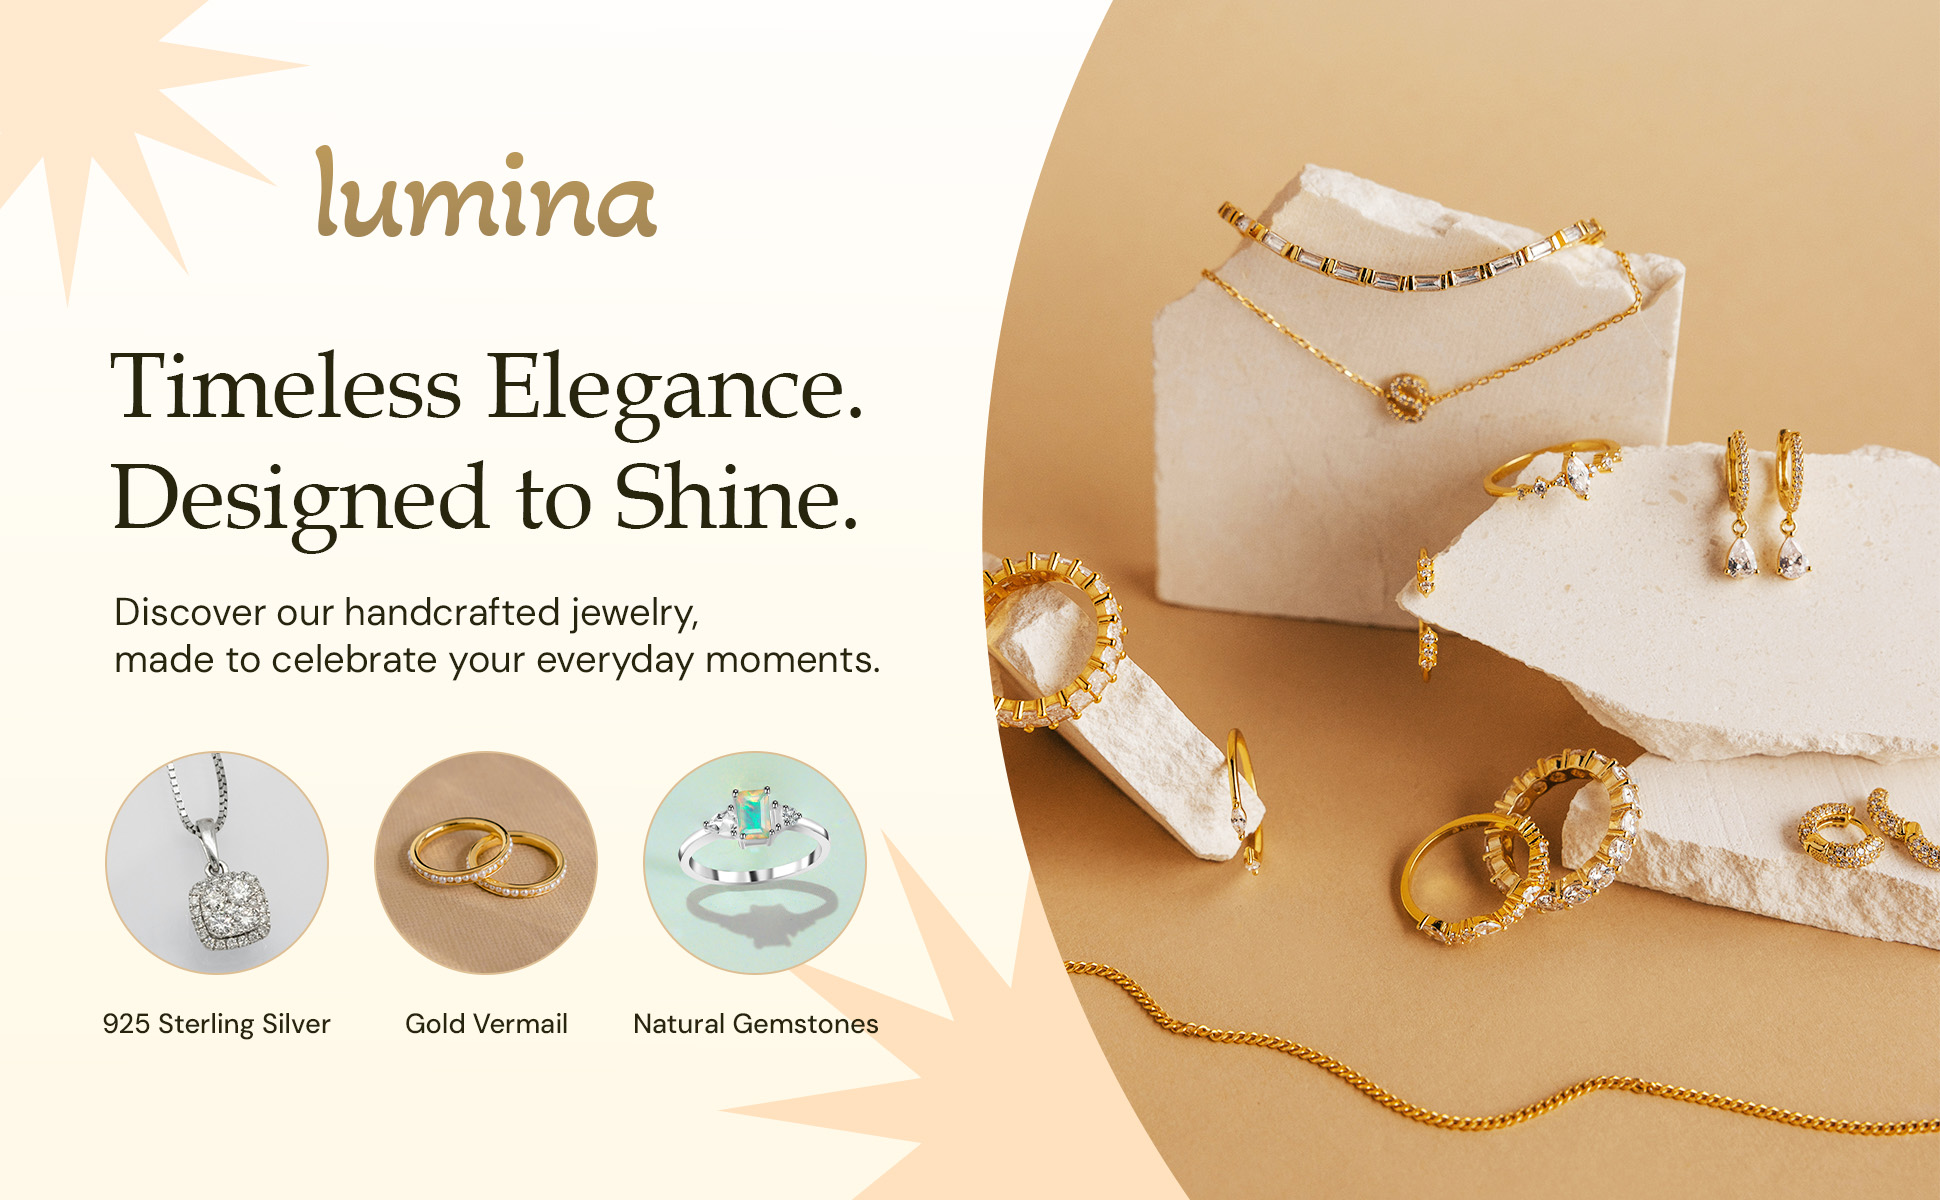 lumina
Timeless Elegance.
Designed to Shine.
Discover our handcrafted jewelry,
made to celebrate your everyday moments.
925 Sterling Silver
Gold Vermail
Natural Gemstones